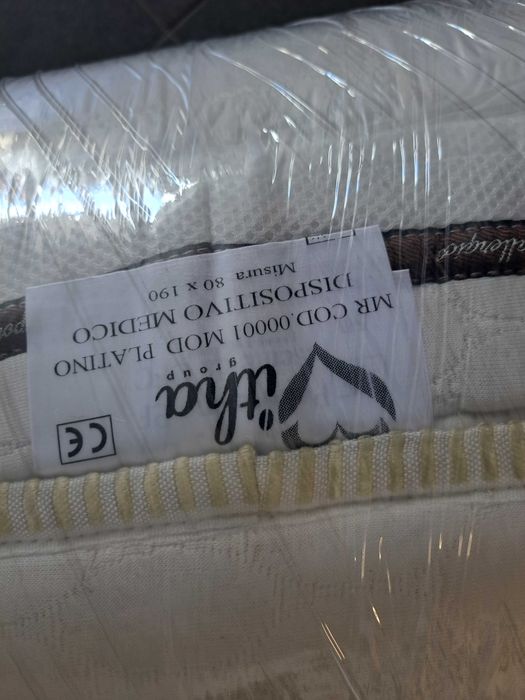 itha
group
MR COD.00001 MOD PLATINO
DISPOSITIVO MEDICO
Misura 80 x 190
CE